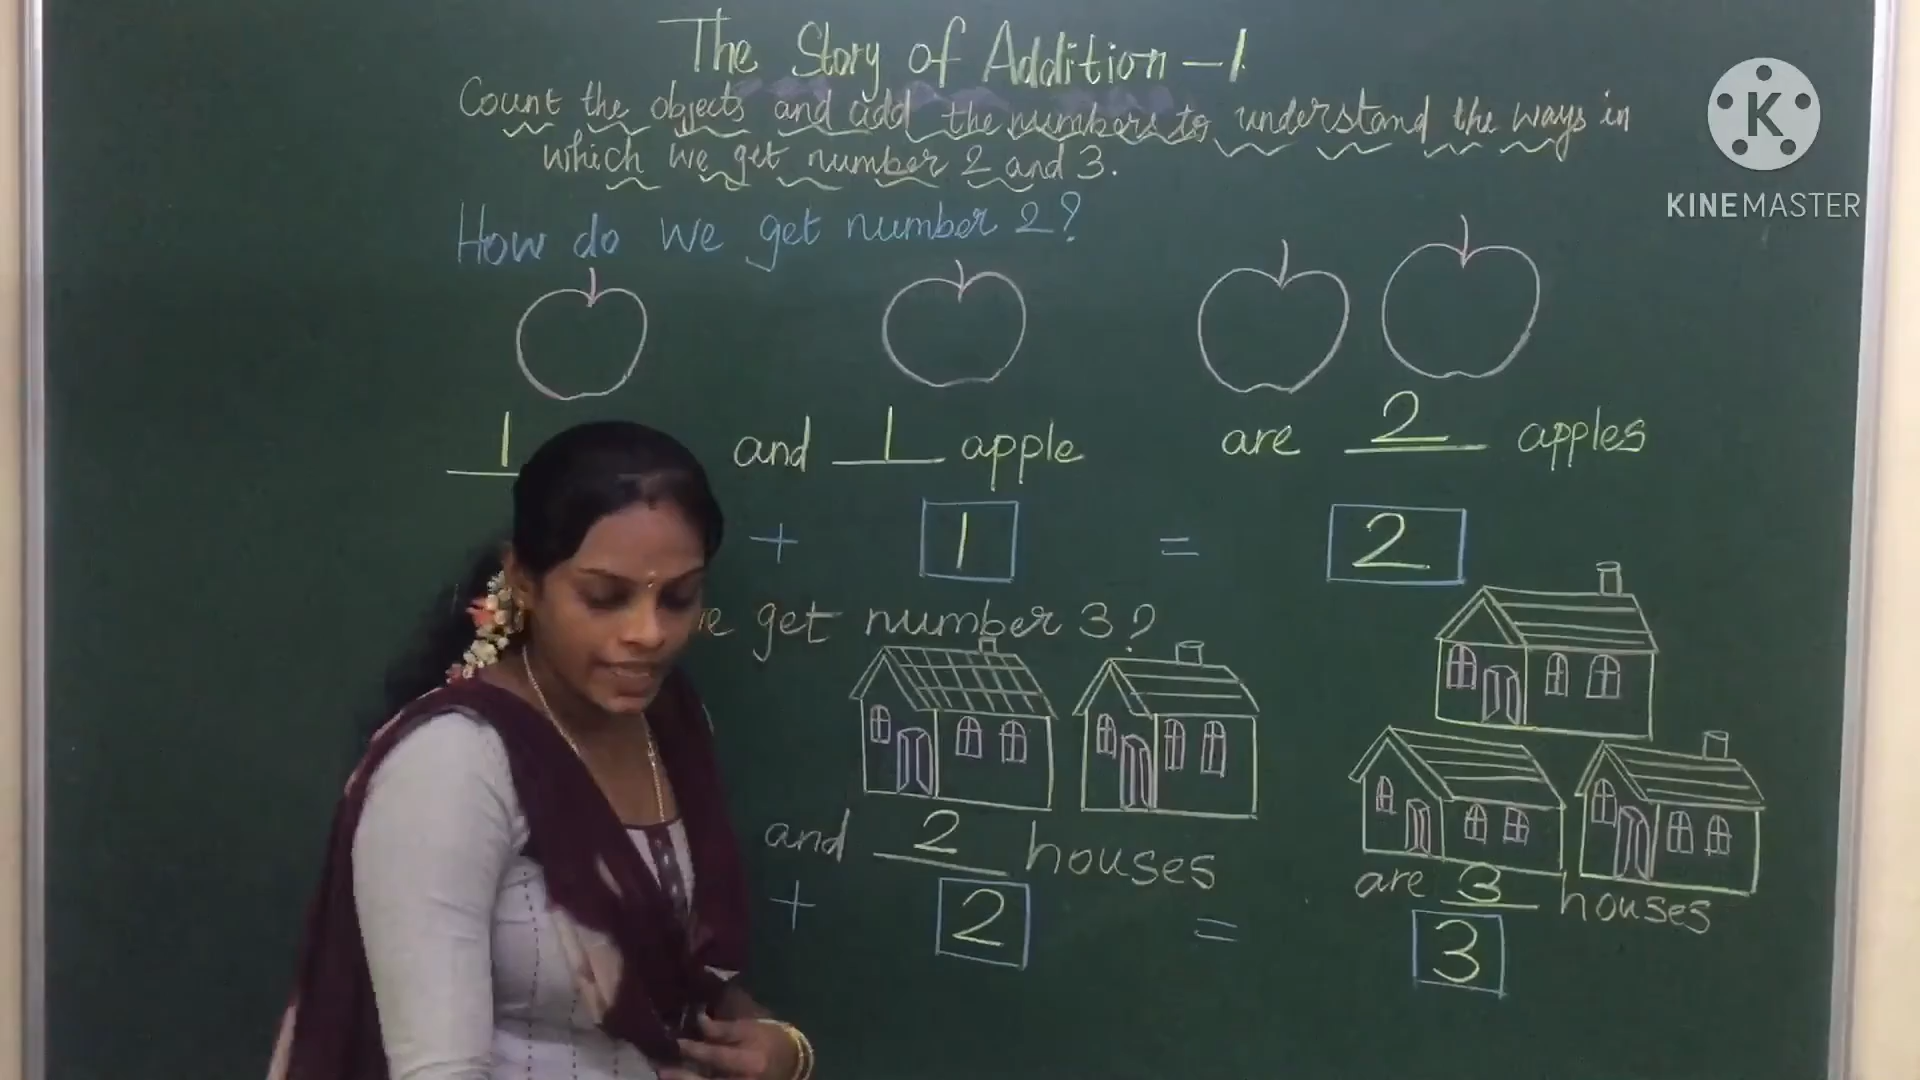 The Story of Addition - 1
K
Count the objects and add the numbers to understand the ways in
which we get number 2 and 3.
KINEMASTER
How do we get number 2?
1 and 1 apple are 2 apples
+ 1 = 2
get number 3?
and 2 houses are 3 houses
+ 2 = 3